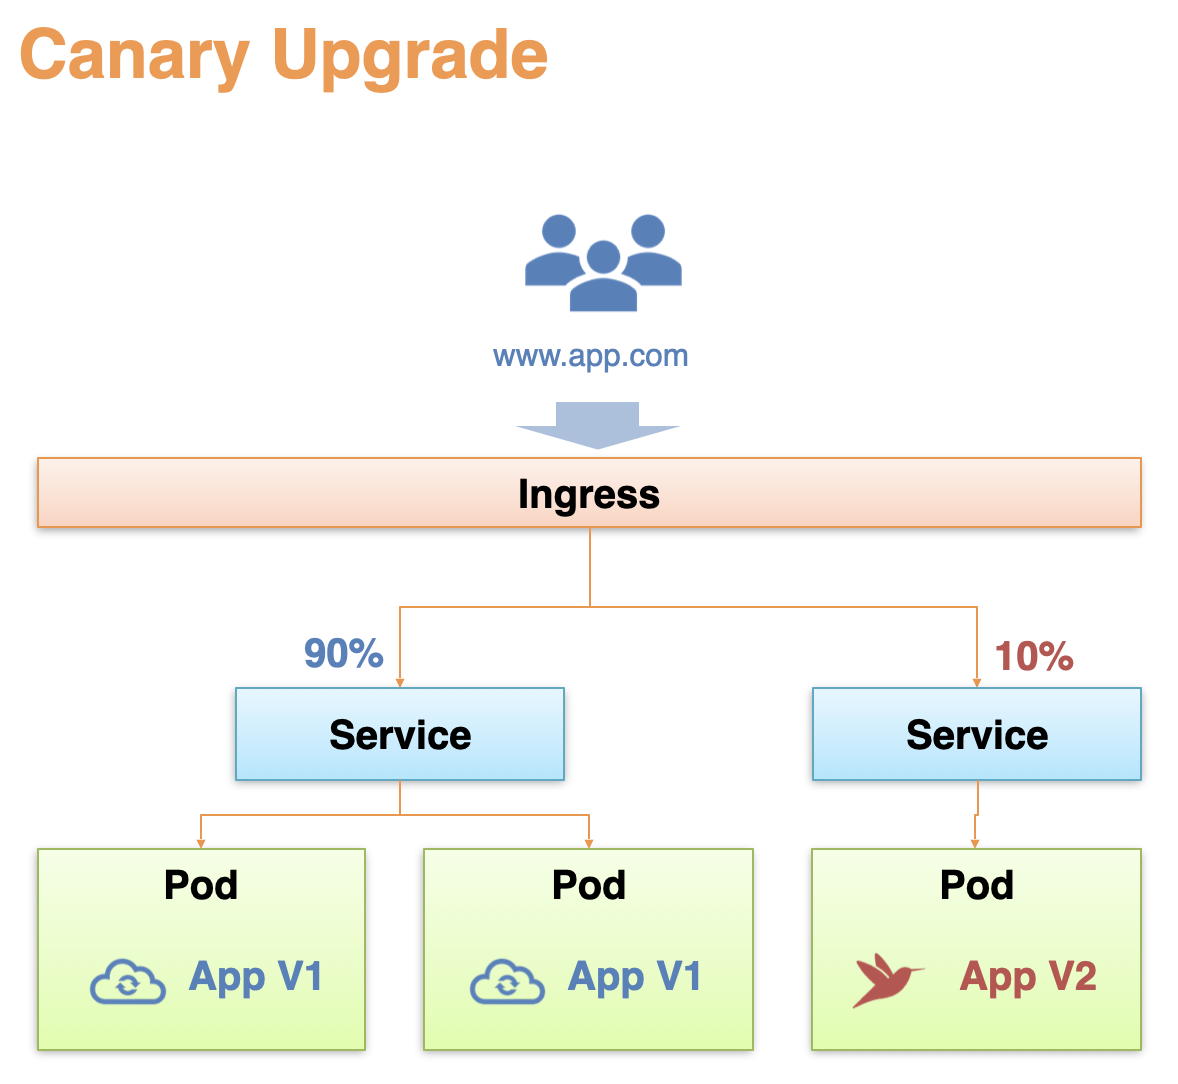 Canary Upgrade
www.app.com
Ingress
90%
10%
Service
Service
Pod
Pod
Pod
App V1
App V1
App V2